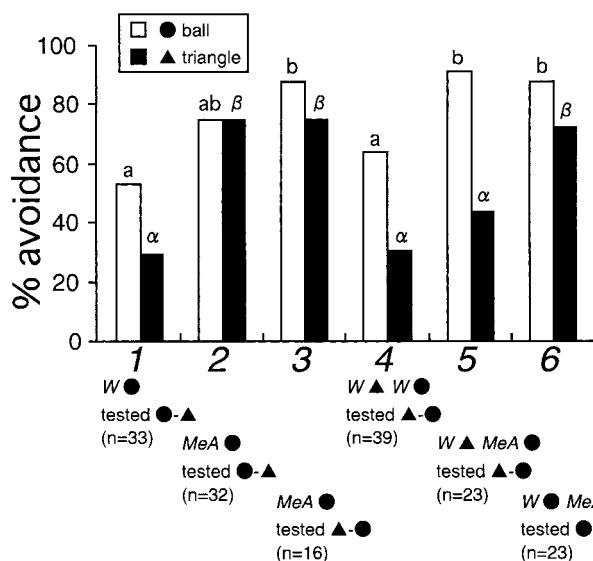 ● ball
▲ triangle
% avoidance
100
80
60
40
20
0
a
α
ab
β
b
β
a
α
b
α
b
β
1 2 3 4 5 6
W ●
tested ●-▲
(n=33)
MeA ●
tested ●-▲
(n=32)
MeA ●
tested ▲-●
(n=16)
W ▲ W ●
tested ▲-●
(n=39)
W ▲ MeA ●
tested ▲-●
(n=23)
W ● Me
tested ●
(n=23)